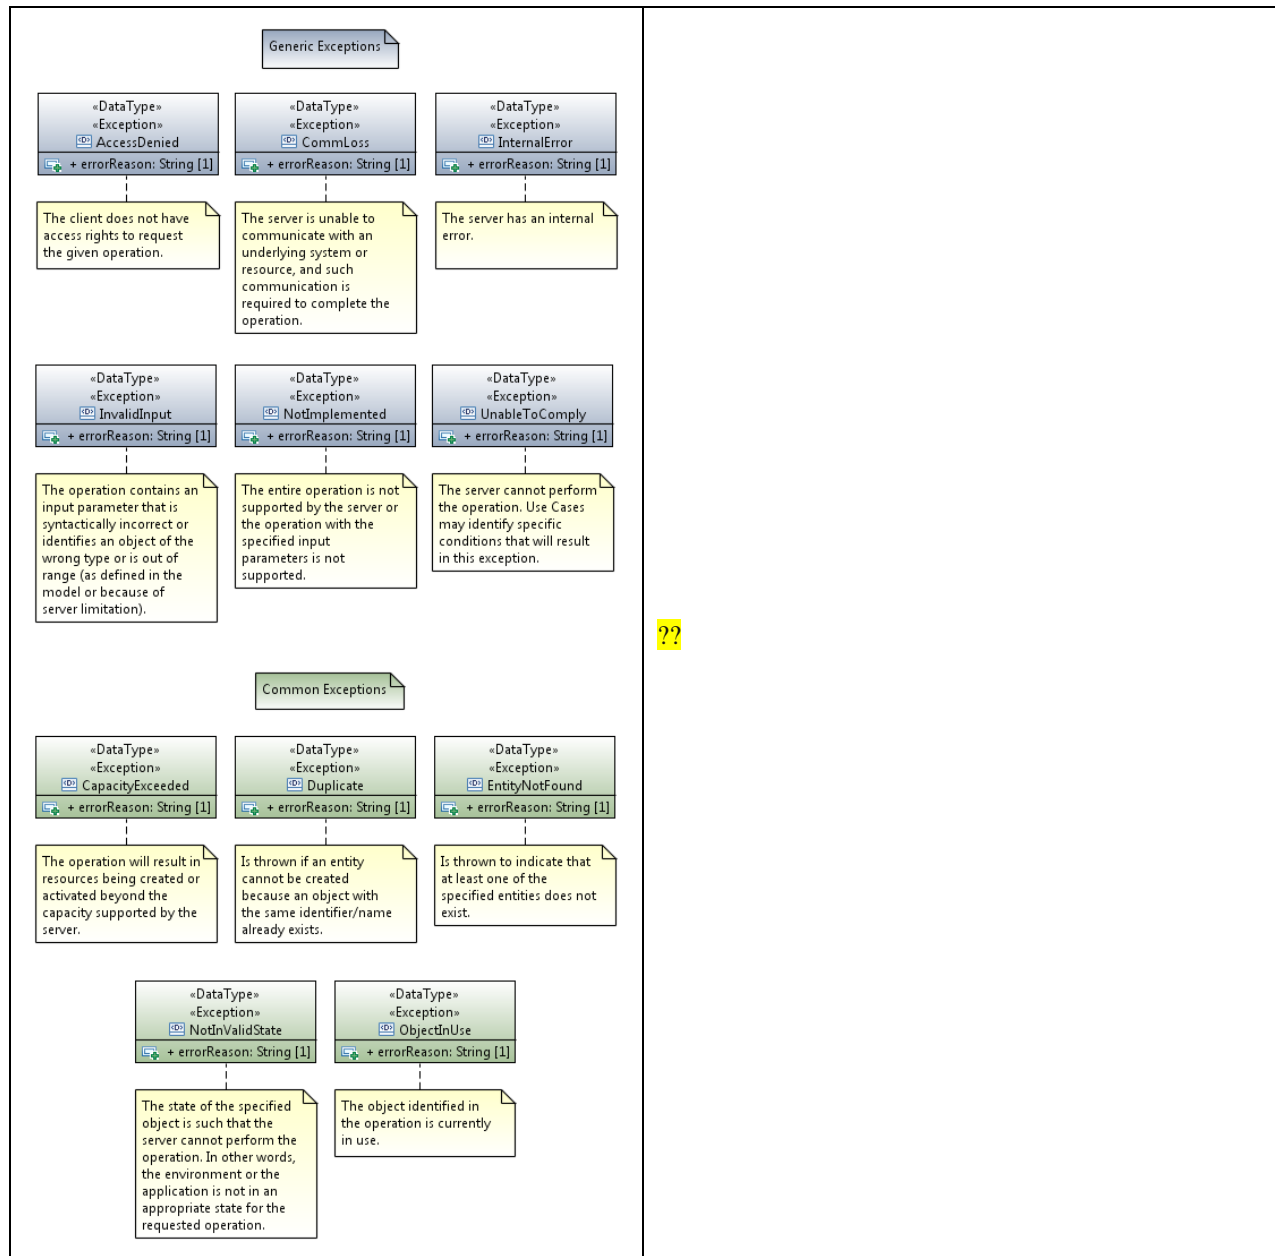 Generic Exceptions
«DataType»
«Exception»
AccessDenied
+ errorReason: String [1]
The client does not have
access rights to request
the given operation.
«DataType»
«Exception»
CommLoss
+ errorReason: String [1]
The server is unable to
communicate with an
underlying system or
resource, and such
communication is
required to complete the
operation.
«DataType»
«Exception»
InternalError
+ errorReason: String [1]
The server has an internal
error.
«DataType»
«Exception»
InvalidInput
+ errorReason: String [1]
The operation contains an
input parameter that is
syntactically incorrect or
identifies an object of the
wrong type or is out of
range (as defined in the
model or because of
server limitation).
«DataType»
«Exception»
NotImplemented
+ errorReason: String [1]
The entire operation is not
supported by the server or
the operation with the
specified input
parameters is not
supported.
«DataType»
«Exception»
UnableToComply
+ errorReason: String [1]
The server cannot perform
the operation. Use Cases
may identify specific
conditions that will result
in this exception.
Common Exceptions
«DataType»
«Exception»
CapacityExceeded
+ errorReason: String [1]
The operation will result in
resources being created or
activated beyond the
capacity supported by the
server.
«DataType»
«Exception»
Duplicate
+ errorReason: String [1]
Is thrown if an entity
cannot be created
because an object with
the same identifier/name
already exists.
«DataType»
«Exception»
EntityNotFound
+ errorReason: String [1]
Is thrown to indicate that
at least one of the
specified entities does not
exist.
«DataType»
«Exception»
NotInValidState
+ errorReason: String [1]
The state of the specified
object is such that the
server cannot perform the
operation. In other words,
the environment or the
application is not in an
appropriate state for the
requested operation.
«DataType»
«Exception»
ObjectInUse
+ errorReason: String [1]
The object identified in
the operation is currently
in use.
??